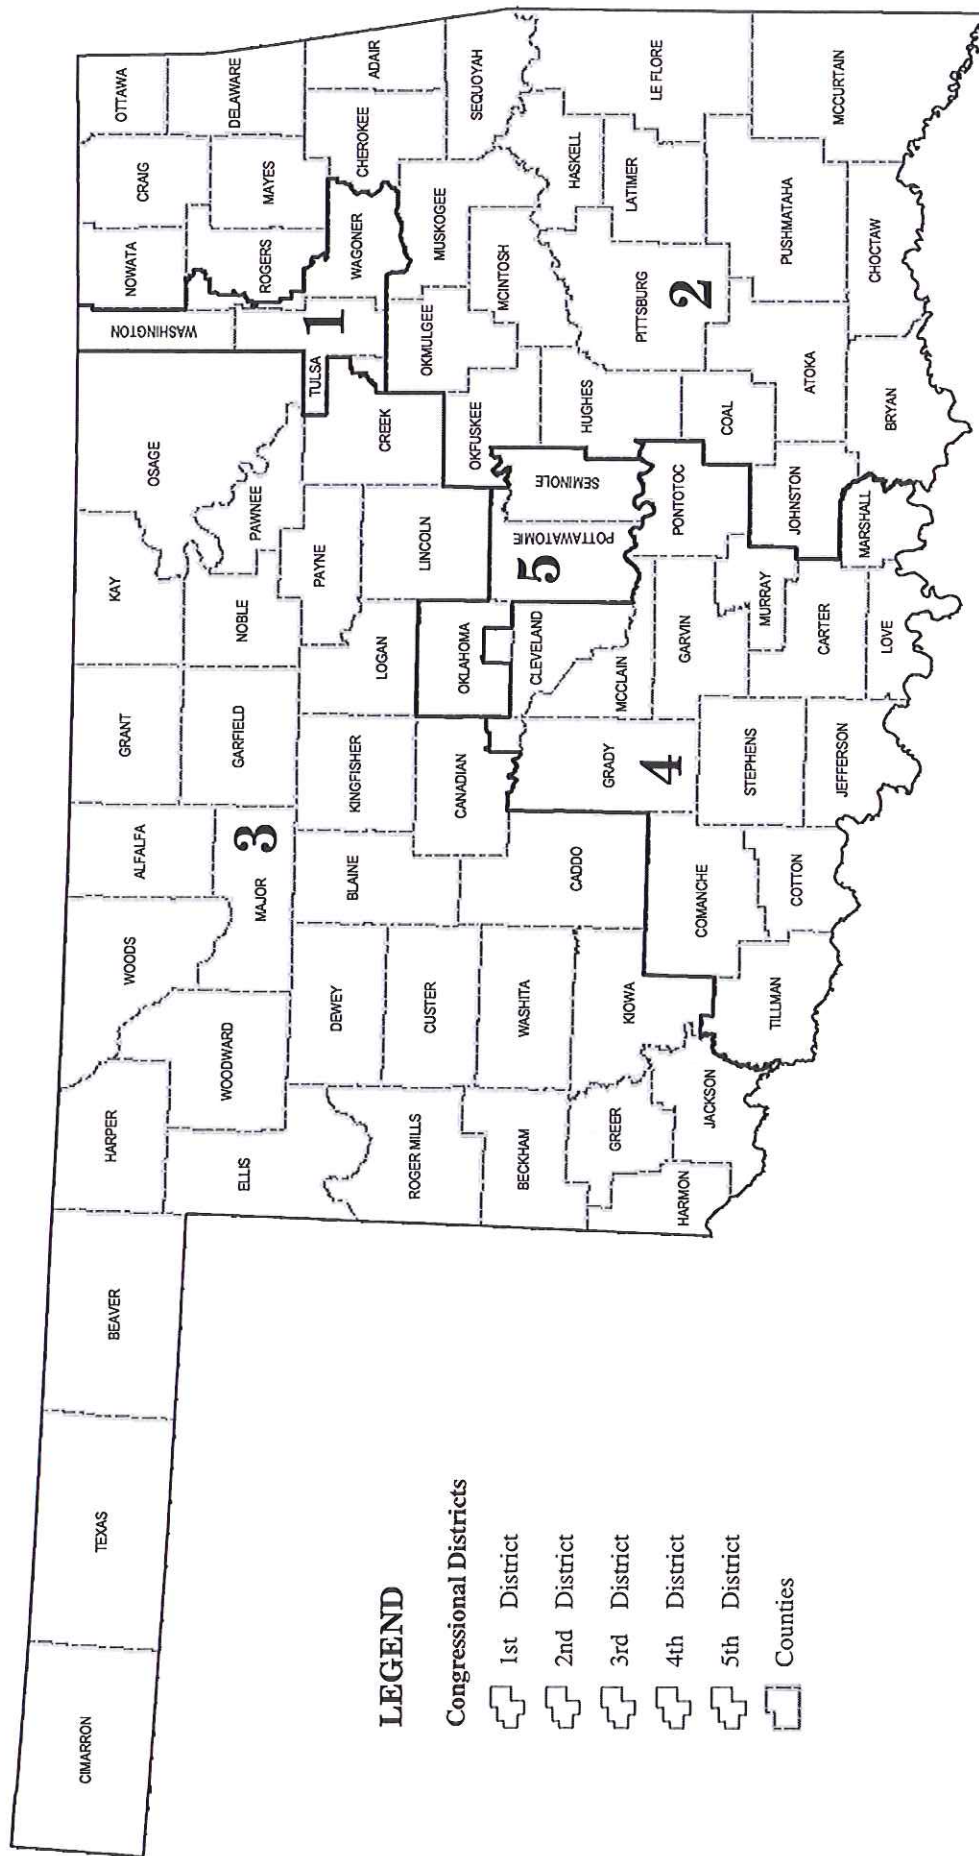 CIMARRON
TEXAS
BEAVER
HARPER
WOODS
ALFALFA
GRANT
KAY
OSAGE
WASHINGTON
NOWATA
CRAIG
OTTAWA
ELLIS
WOODWARD
MAJOR
3
GARFIELD
NOBLE
PAWNEE
TULSA
1
ROGERS
MAYES
DELAWARE
ROGER MILLS
DEWEY
BLAINE
KINGFISHER
LOGAN
PAYNE
CREEK
WAGONER
CHEROKEE
ADAIR
CUSTER
CANADIAN
OKLAHOMA
LINCOLN
OKFUSKEE
OKMULGEE
MUSKOGEE
SEQUOYAH
BECKHAM
WASHITA
CADDO
GRADY
4
MCCLAIN
CLEVELAND
5
POTTAWATOMIE
SEMINOLE
HUGHES
MCINTOSH
HASKELL
HARMON
GREER
KIOWA
COMANCHE
STEPHENS
GARVIN
PONTOTOC
COAL
PITTSBURG
2
LATIMER
LE FLORE
JACKSON
TILLMAN
COTTON
JEFFERSON
CARTER
MURRAY
JOHNSTON
ATOKA
PUSHMATAHA
MCCURTAIN
LOVE
MARSHALL
BRYAN
CHOCTAW
LEGEND
Congressional Districts
1st District
2nd District
3rd District
4th District
5th District
Counties